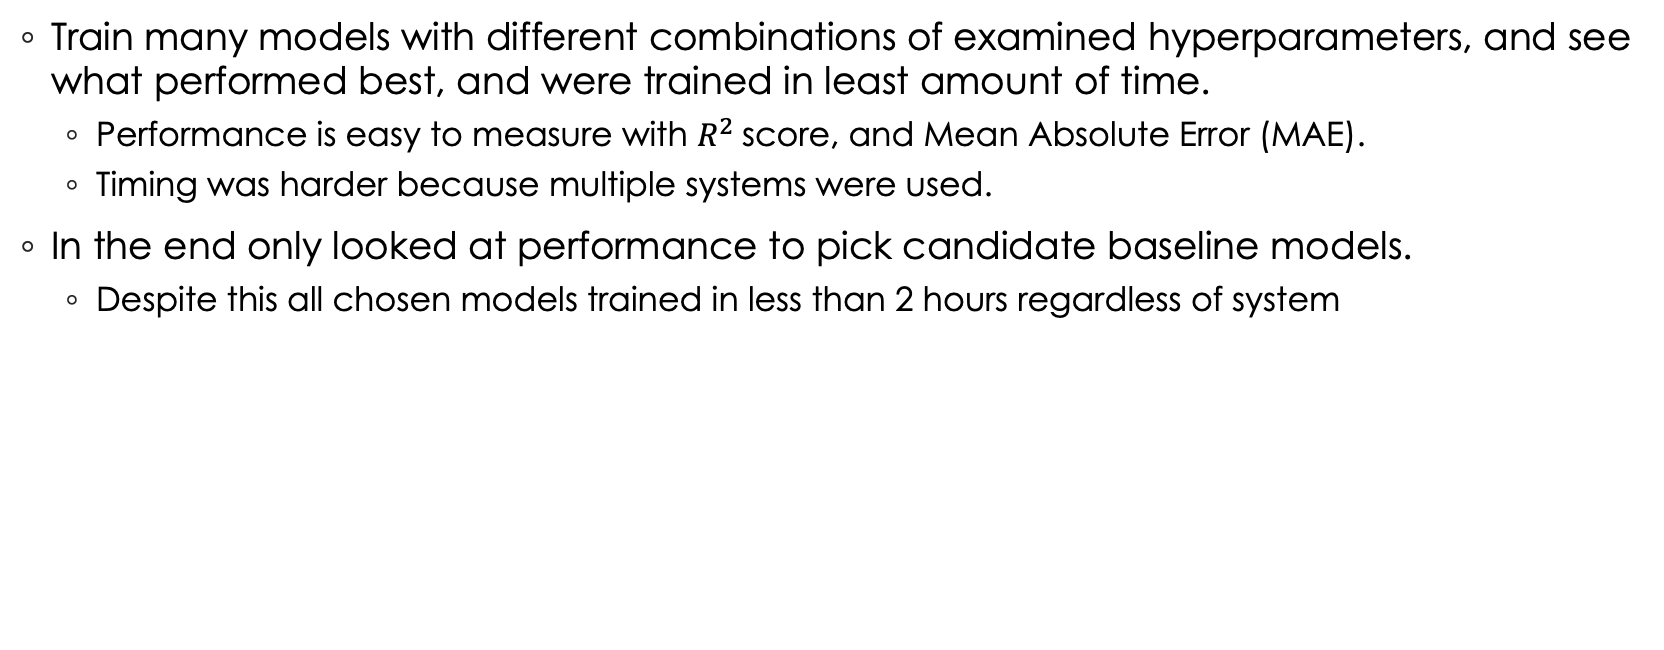 ◦ Train many models with different combinations of examined hyperparameters, and see
what performed best, and were trained in least amount of time.
◦ Performance is easy to measure with R² score, and Mean Absolute Error (MAE).
◦ Timing was harder because multiple systems were used.
◦ In the end only looked at performance to pick candidate baseline models.
◦ Despite this all chosen models trained in less than 2 hours regardless of system